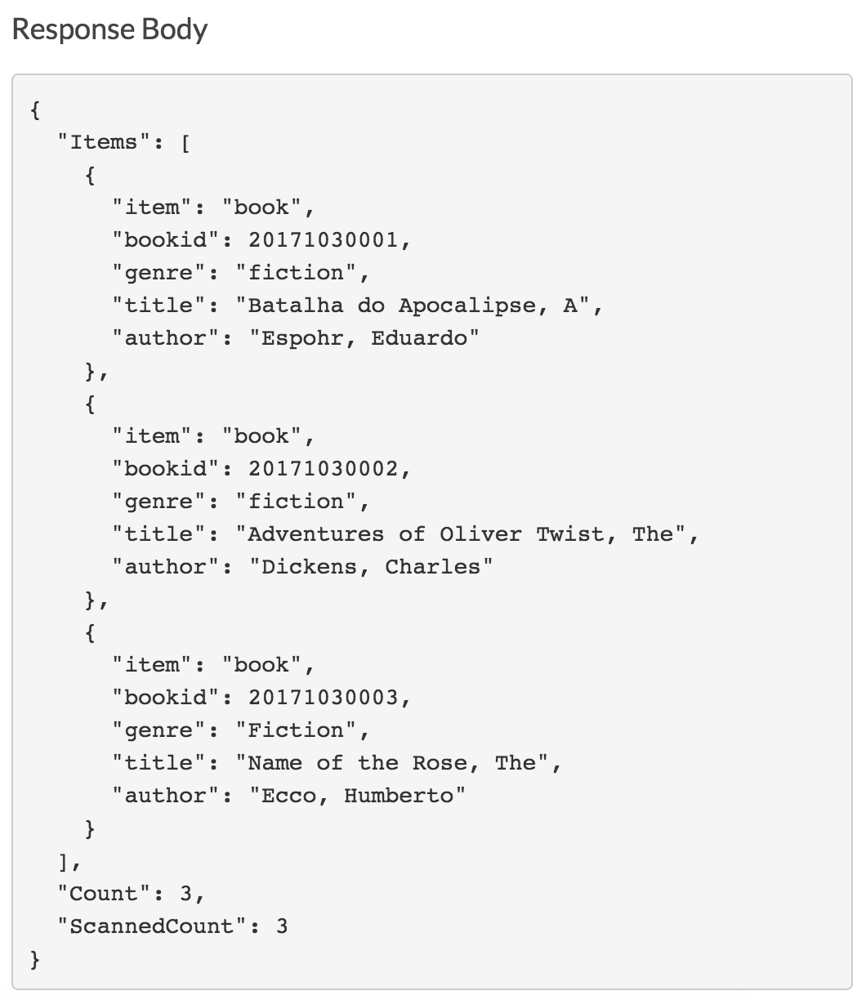 Response Body
{
"Items": [
{
"item": "book",
"bookid": 20171030001,
"genre": "fiction",
"title": "Batalha do Apocalipse, A",
"author": "Espohr, Eduardo"
},
{
"item": "book",
"bookid": 20171030002,
"genre": "fiction",
"title": "Adventures of Oliver Twist, The",
"author": "Dickens, Charles"
},
{
"item": "book",
"bookid": 20171030003,
"genre": "Fiction",
"title": "Name of the Rose, The",
"author": "Ecco, Humberto"
}
],
"Count": 3,
"ScannedCount": 3
}